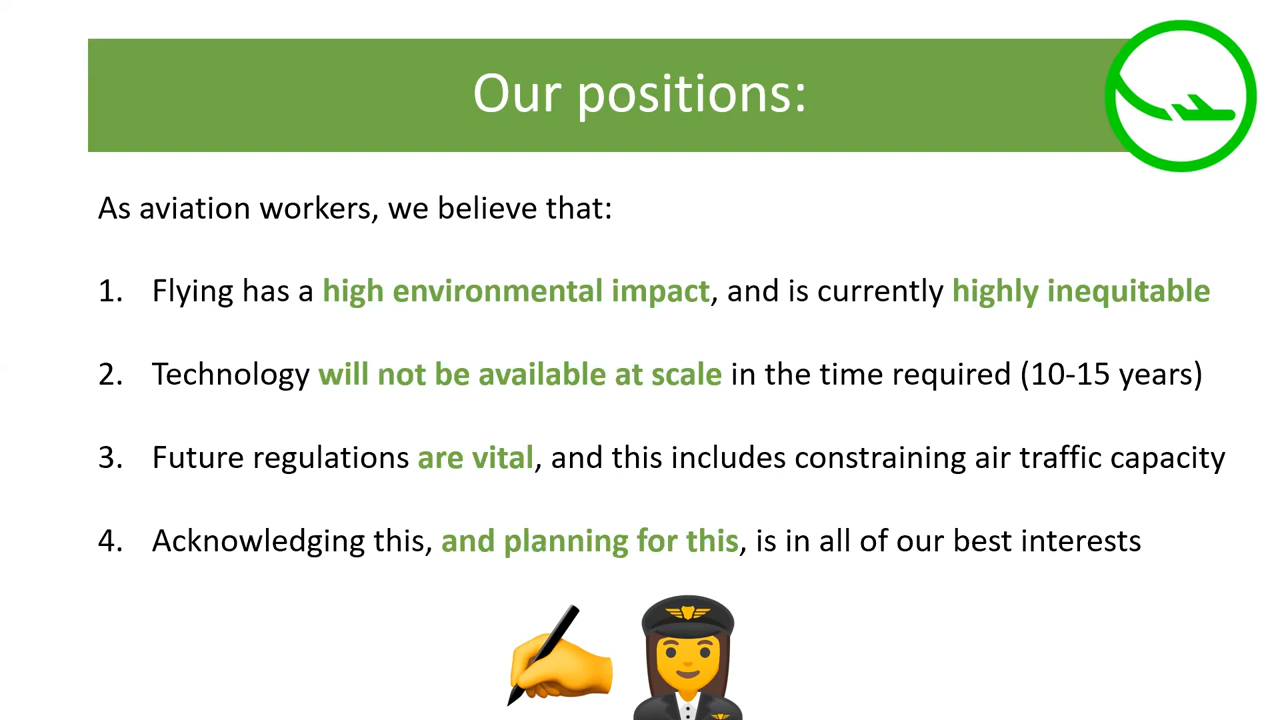 Our positions:
As aviation workers, we believe that:
1. Flying has a high environmental impact, and is currently highly inequitable
2. Technology will not be available at scale in the time required (10-15 years)
3. Future regulations are vital, and this includes constraining air traffic capacity
4. Acknowledging this, and planning for this, is in all of our best interests